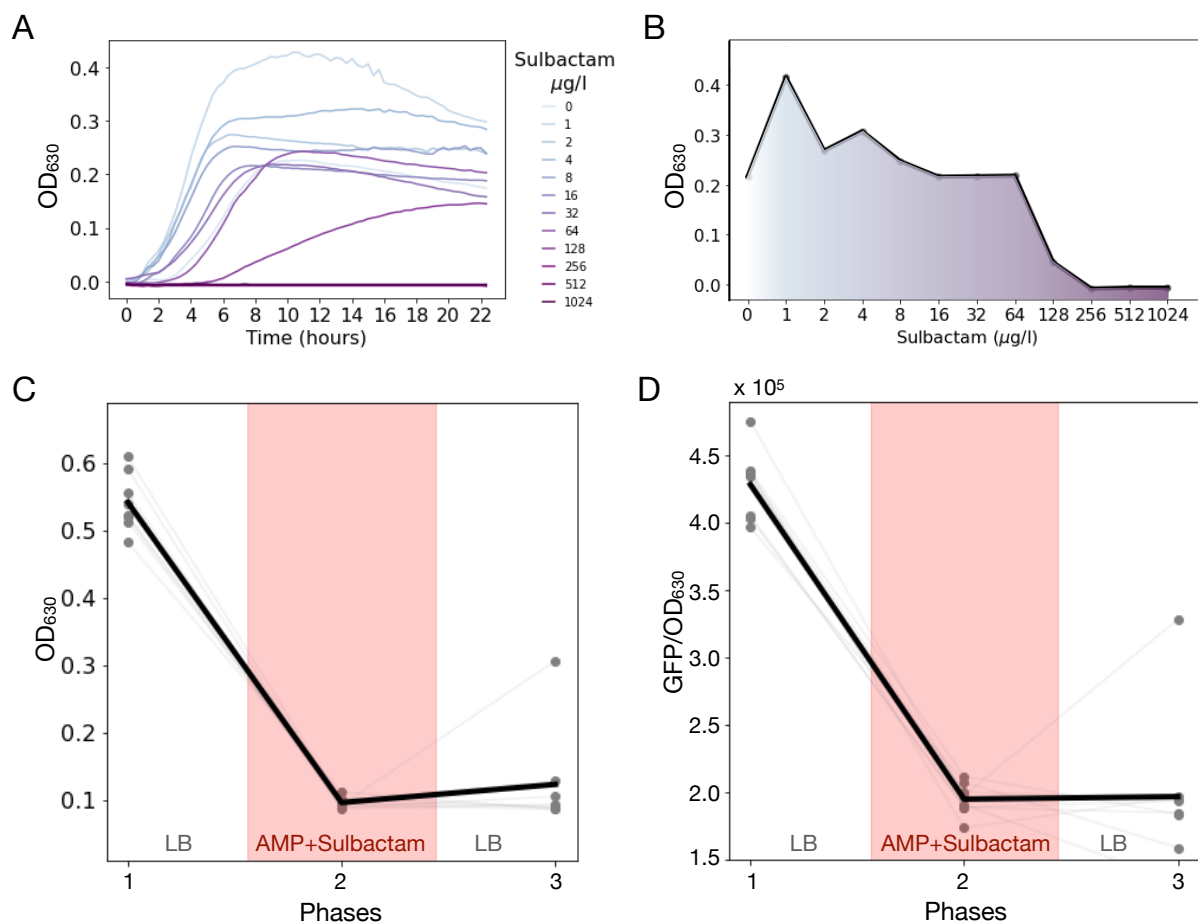 A
Sulbactam
μg/l
0
1
2
4
8
16
32
64
128
256
512
1024
OD630
0.4
0.3
0.2
0.1
0.0
0 2 4 6 8 10 12 14 16 18 20 22
Time (hours)
B
OD630
0.4
0.3
0.2
0.1
0.0
0 1 2 4 8 16 32 64 128 256 512 1024
Sulbactam (μg/l)
C
OD630
0.6
0.5
0.4
0.3
0.2
0.1
LB AMP+Sulbactam LB
1 2 3
Phases
D
x 10⁵
GFP/OD630
4.5
4.0
3.5
3.0
2.5
2.0
1.5
LB AMP+Sulbactam LB
1 2 3
Phases